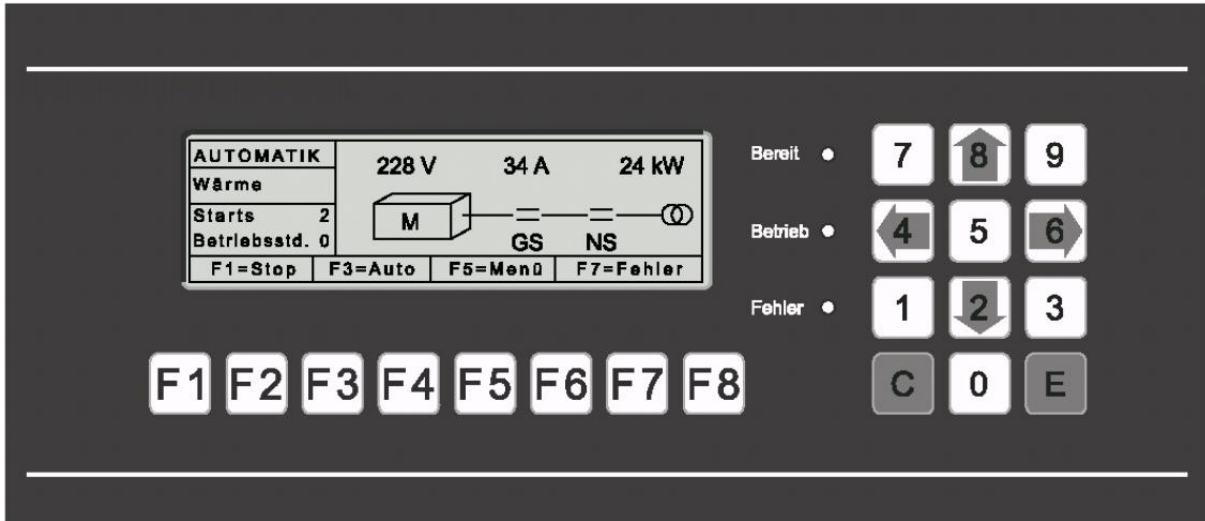 AUTOMATIK
Wärme
Starts 2
Betriebsstd. 0
228 V 34 A 24 kW
M
GS NS
F1=Stop F3=Auto F5=Menü F7=Fehler
F1 F2 F3 F4 F5 F6 F7 F8
Bereit
Betrieb
Fehler
7 8 9
4 5 6
1 2 3
C 0 E